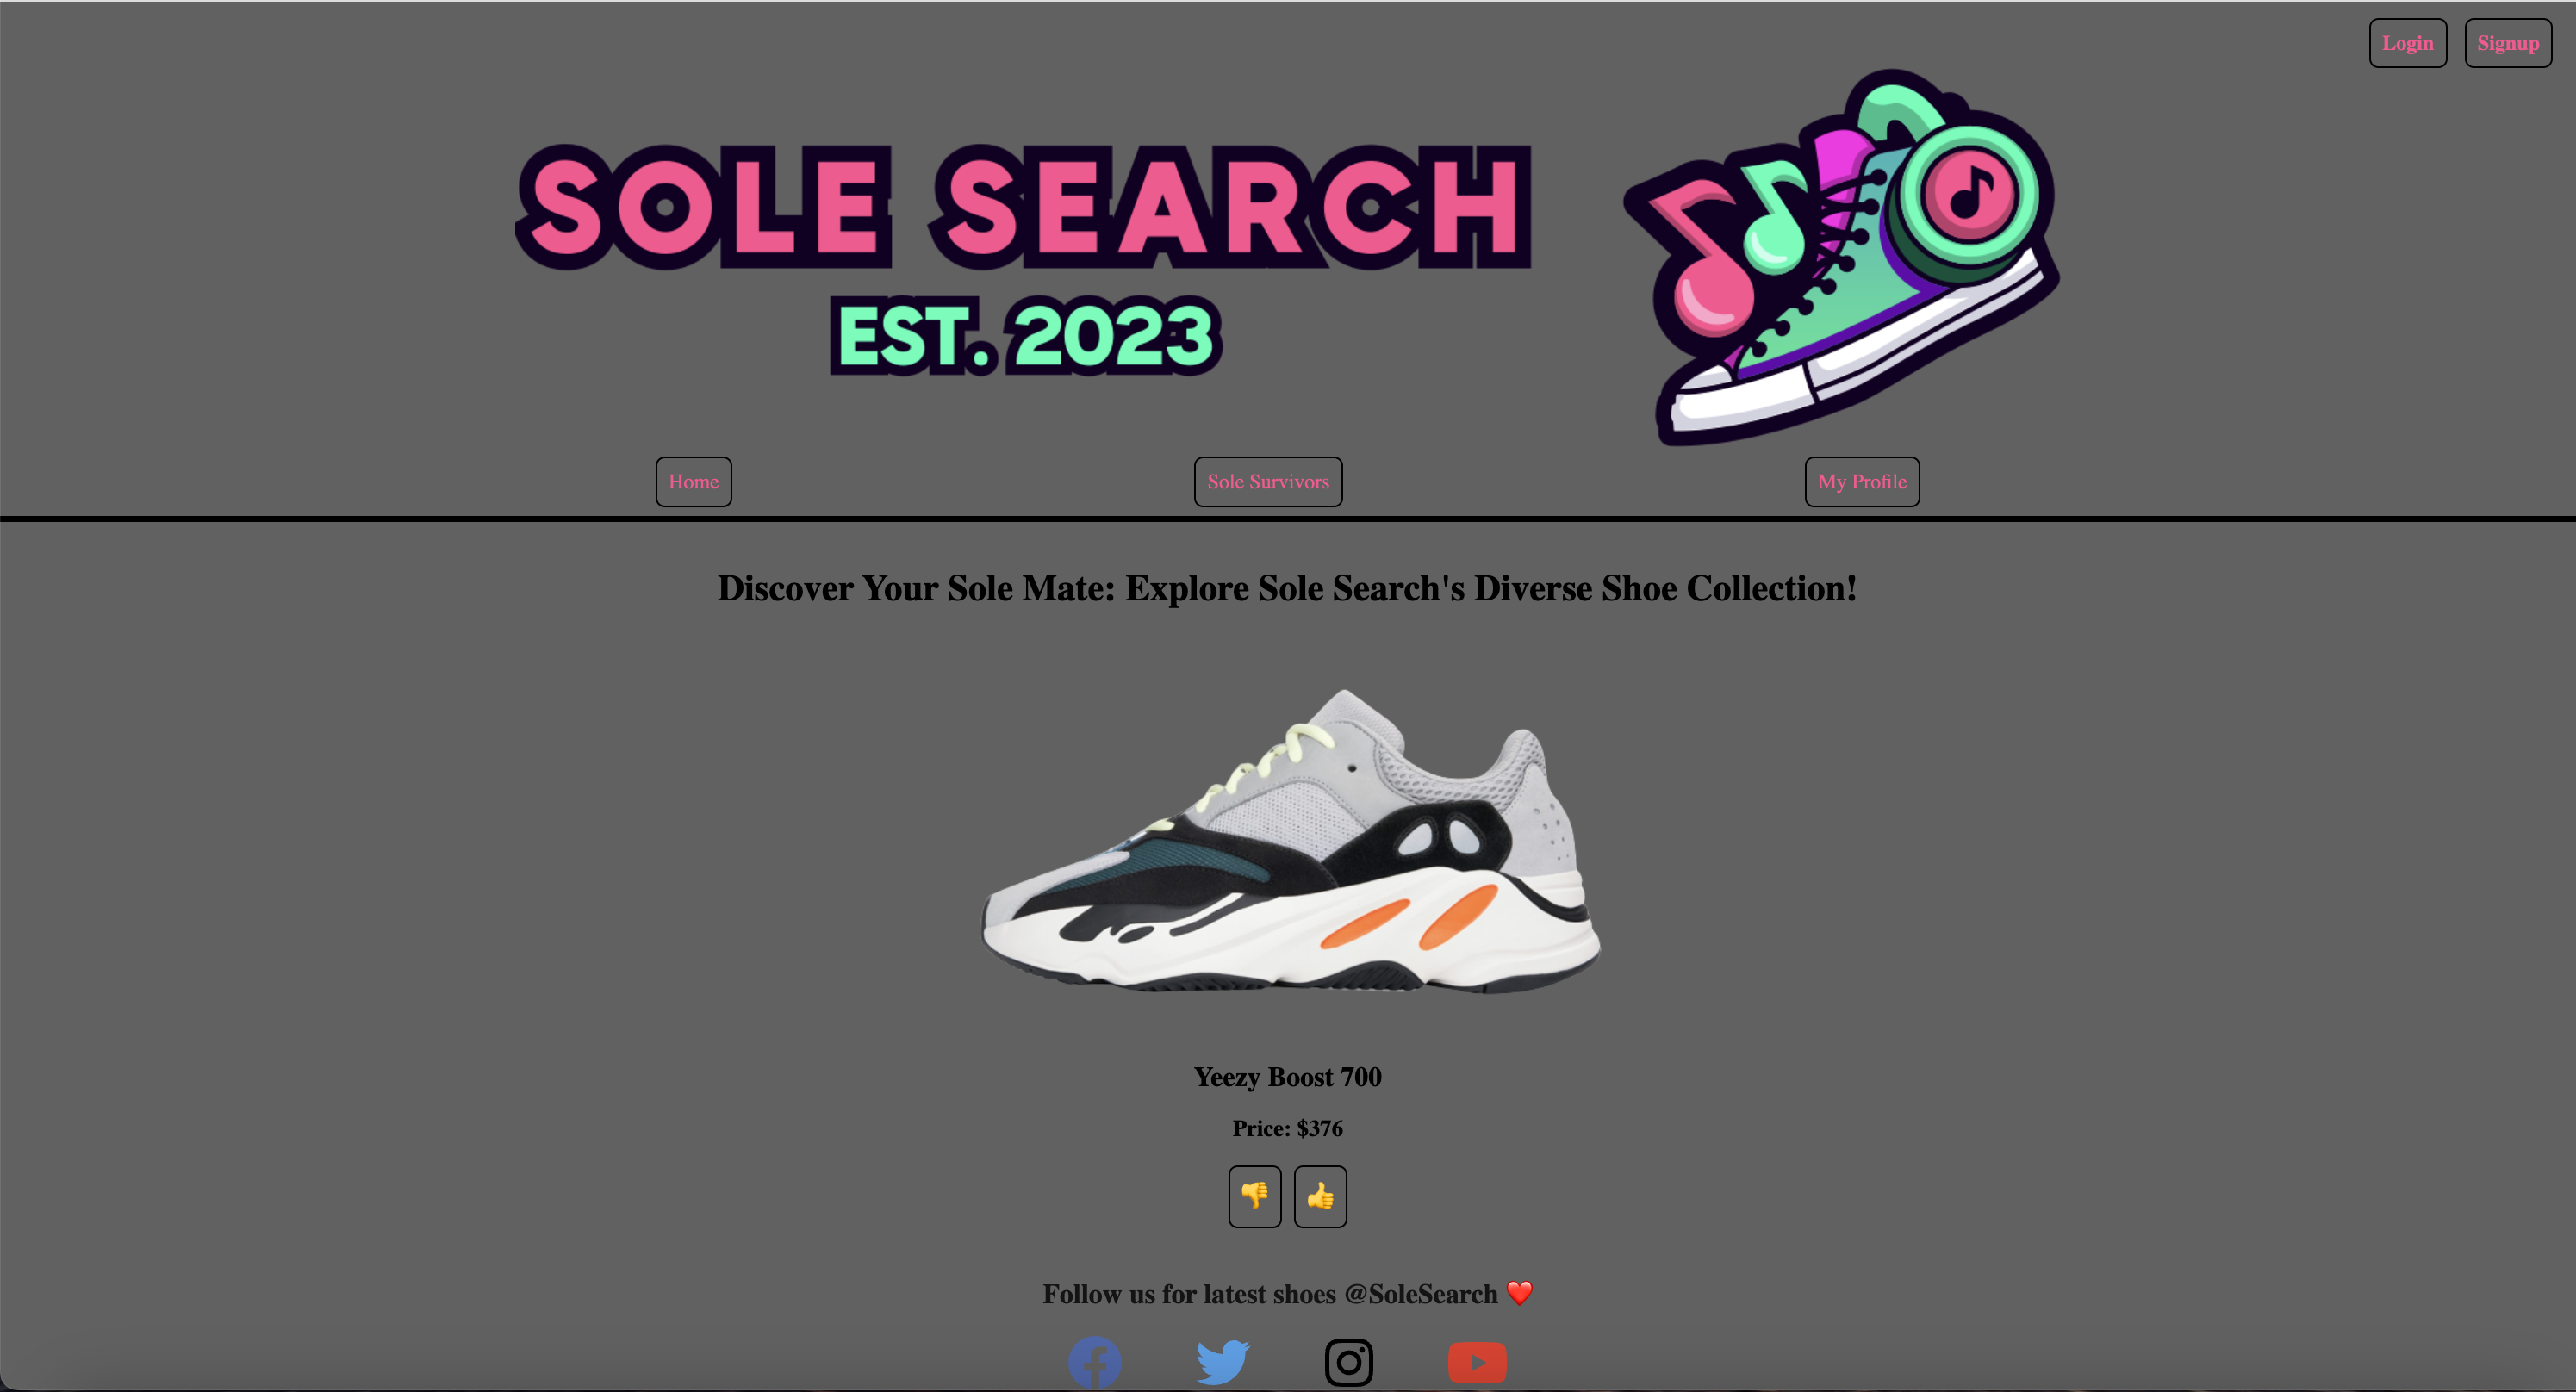 Login Signup
SOLE SEARCH
EST. 2023
Home Sole Survivors My Profile
Discover Your Sole Mate: Explore Sole Search's Diverse Shoe Collection!
Yeezy Boost 700
Price: $376
👎 👍
Follow us for latest shoes @SoleSearch ❤️